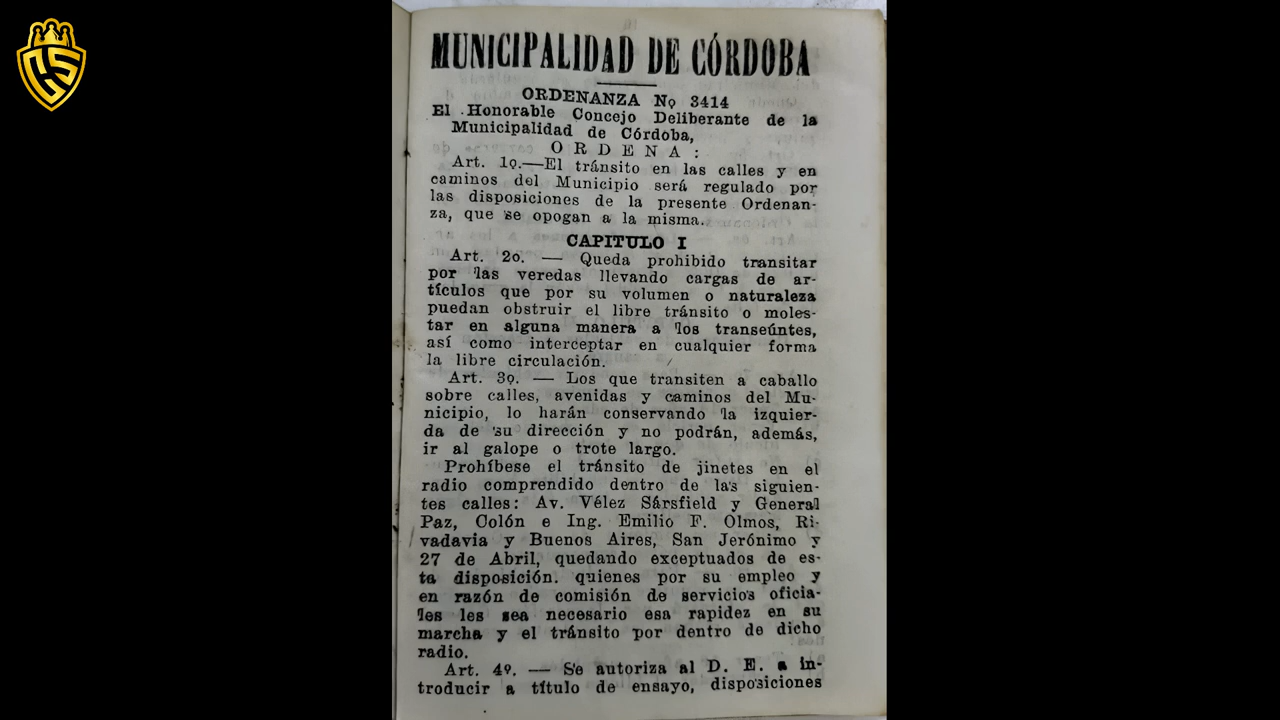 MUNICIPALIDAD DE CÓRDOBA
ORDENANZA Nº 3414
El Honorable Concejo Deliberante de la
Municipalidad de Córdoba,
O R D E N A :
Art. 1º.—El tránsito en las calles y en
caminos del Municipio será regulado por
las disposiciones de la presente Ordenan-
za, que se opogan a la misma.
CAPITULO I
Art. 2o. — Queda prohibido transitar
por las veredas llevando cargas de ar-
tículos que por su volumen o naturaleza
puedan obstruir el libre tránsito o moles-
tar en alguna manera a los transeúntes,
así como interceptar en cualquier forma
la libre circulación.
Art. 3º. — Los que transiten a caballo
sobre calles, avenidas y caminos del Mu-
nicipio, lo harán conservando la izquier-
da de su dirección y no podrán, además,
ir al galope o trote largo.
Prohíbese el tránsito de jinetes en el
radio comprendido dentro de las siguien-
tes calles: Av. Vélez Sársfield y General
Paz, Colón e Ing. Emilio F. Olmos, Ri-
vadavia y Buenos Aires, San Jerónimo y
27 de Abril, quedando exceptuados de es-
ta disposición. quienes por su empleo y
en razón de comisión de servicios oficia-
les les sea necesario esa rapidez en su
marcha y el tránsito por dentro de dicho
radio.
Art. 4º. — Se autoriza al D. E. a in-
troducir a título de ensayo, disposiciones